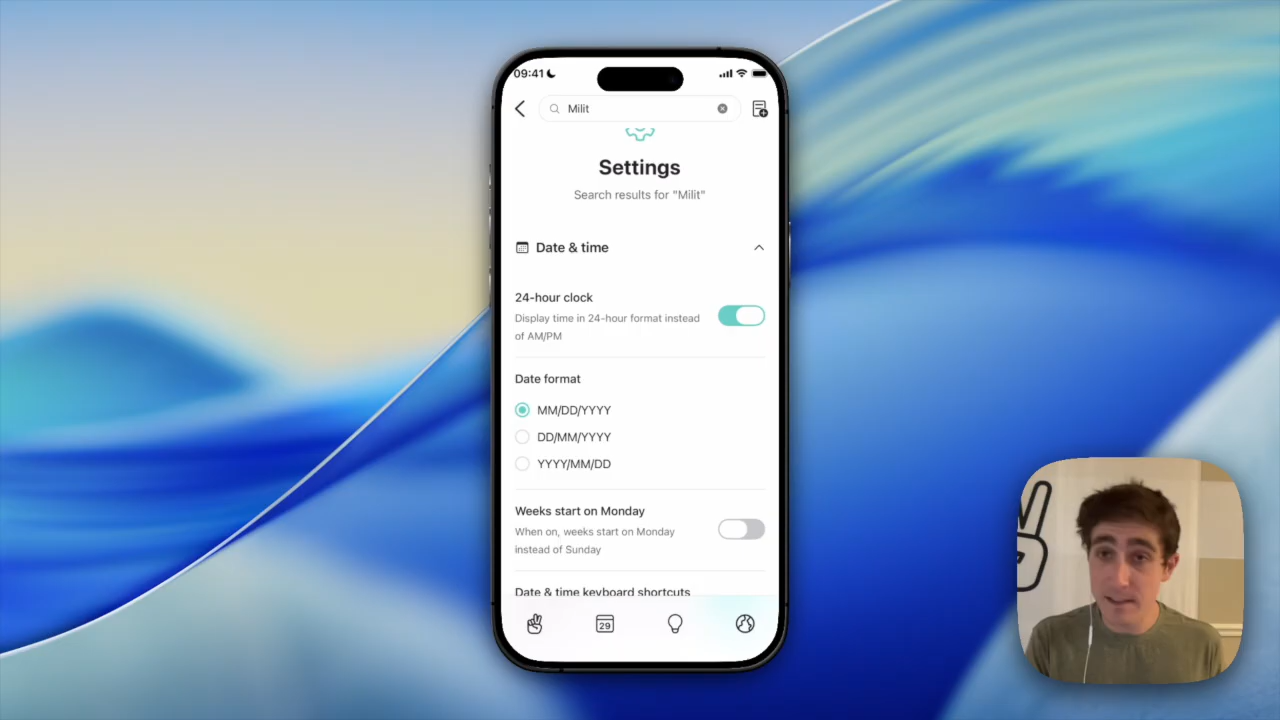 09:41
Milit
Settings
Search results for "Milit"
Date & time
24-hour clock
Display time in 24-hour format instead
of AM/PM
Date format
MM/DD/YYYY
DD/MM/YYYY
YYYY/MM/DD
Weeks start on Monday
When on, weeks start on Monday
instead of Sunday
Date & time keyboard shortcuts
29